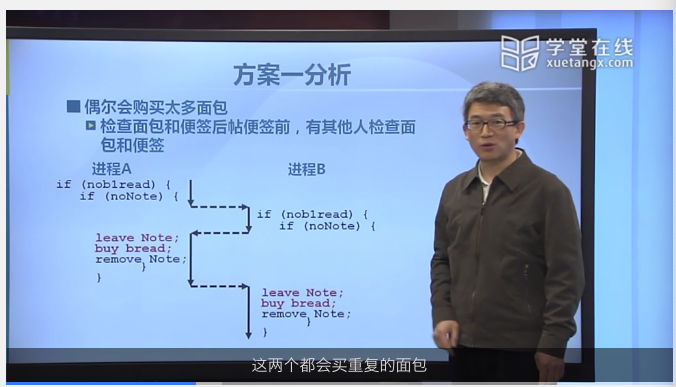 学堂在线
xuetangx.com
方案一分析
偶尔会购买太多面包
检查面包和便签后帖便签前，有其他人检查面
包和便签
进程A
进程B
if (nob1read) {
if (noNote) {
if (nob1read) {
if (noNote) {
leave Note;
buy bread;
remove Note;
}
}
leave Note;
buy bread;
remove Note;
}
}
这两个都会买重复的面包